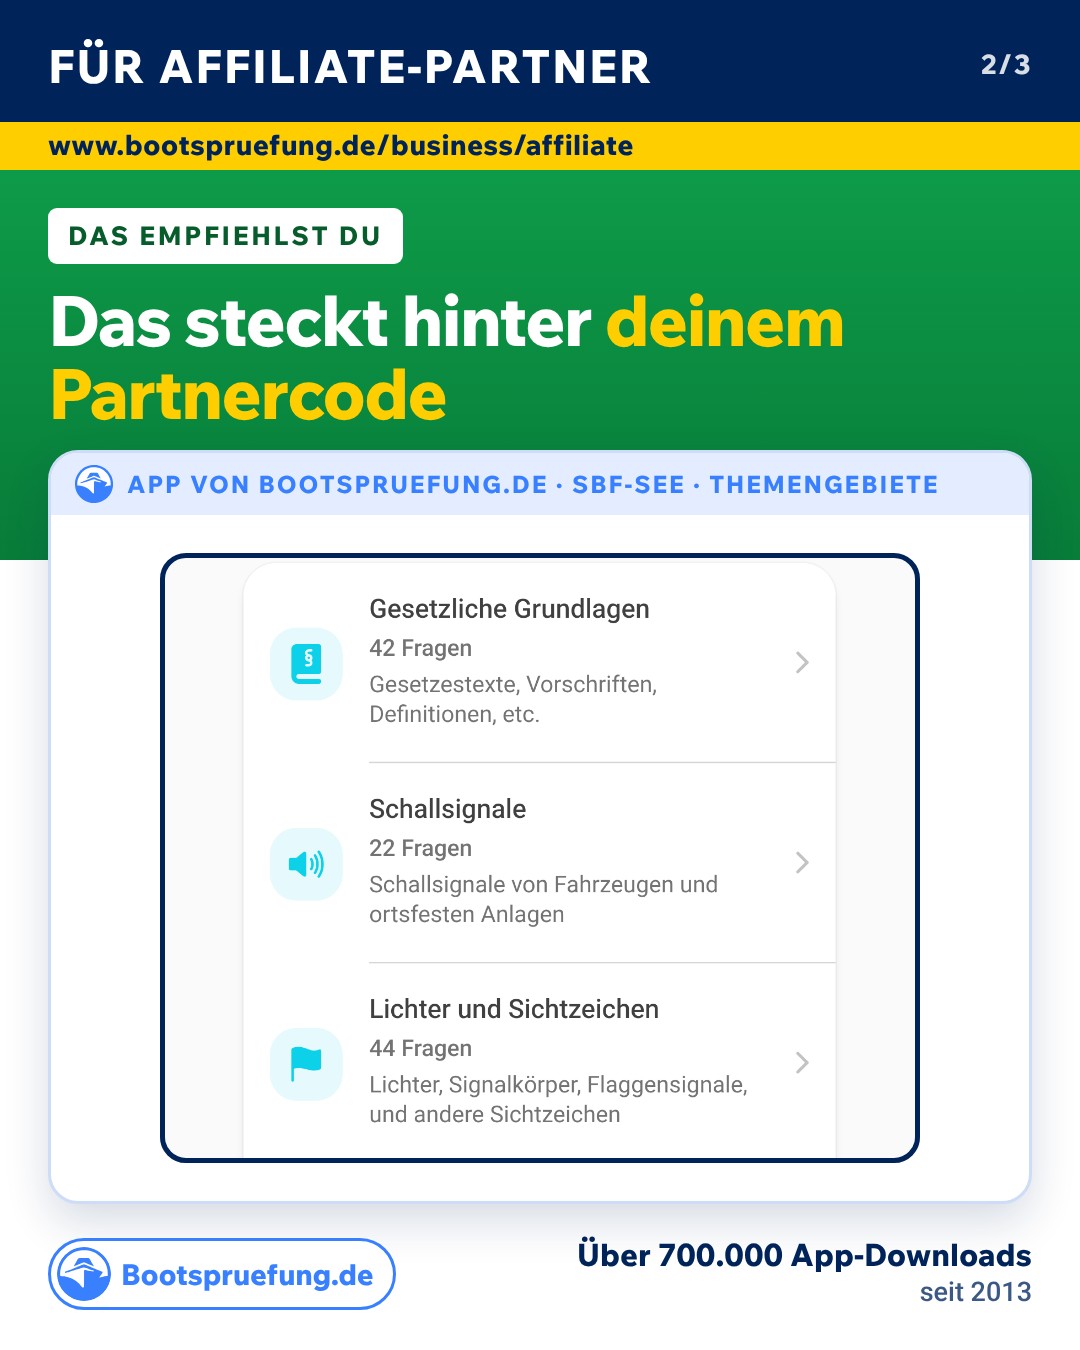 FÜR AFFILIATE-PARTNER
2/3
www.bootspruefung.de/business/affiliate
DAS EMPFIEHLST DU
Das steckt hinter deinem
Partnercode
APP VON BOOTSPRUEFUNG.DE · SBF-SEE · THEMENGEBIETE
Gesetzliche Grundlagen
42 Fragen
Gesetzestexte, Vorschriften,
Definitionen, etc.
§
Schallsignale
22 Fragen
Schallsignale von Fahrzeugen und
ortsfesten Anlagen
Lichter und Sichtzeichen
44 Fragen
Lichter, Signalkörper, Flaggensignale,
und andere Sichtzeichen
Bootspruefung.de
Über 700.000 App-Downloads
seit 2013